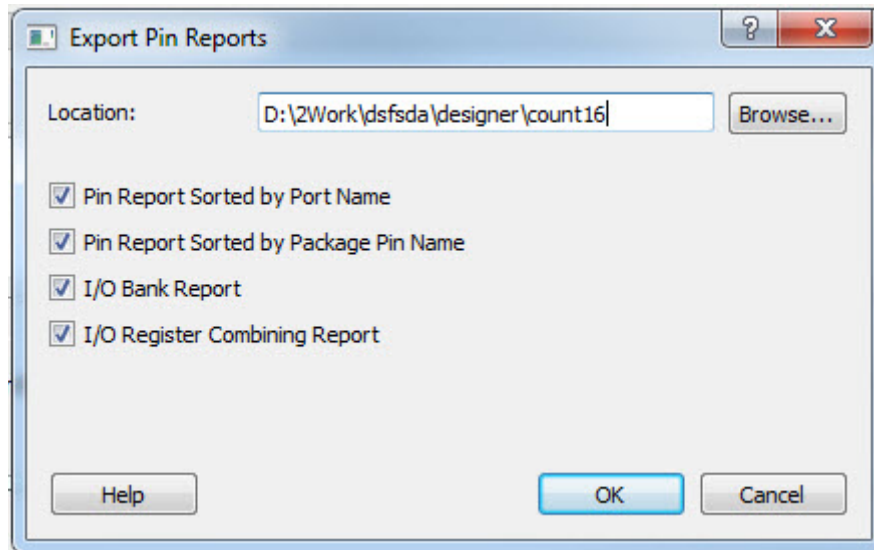 Export Pin Reports
Location: D:\2Work\dsfsda\designer\count16 Browse...
Pin Report Sorted by Port Name
Pin Report Sorted by Package Pin Name
I/O Bank Report
I/O Register Combining Report
Help OK Cancel